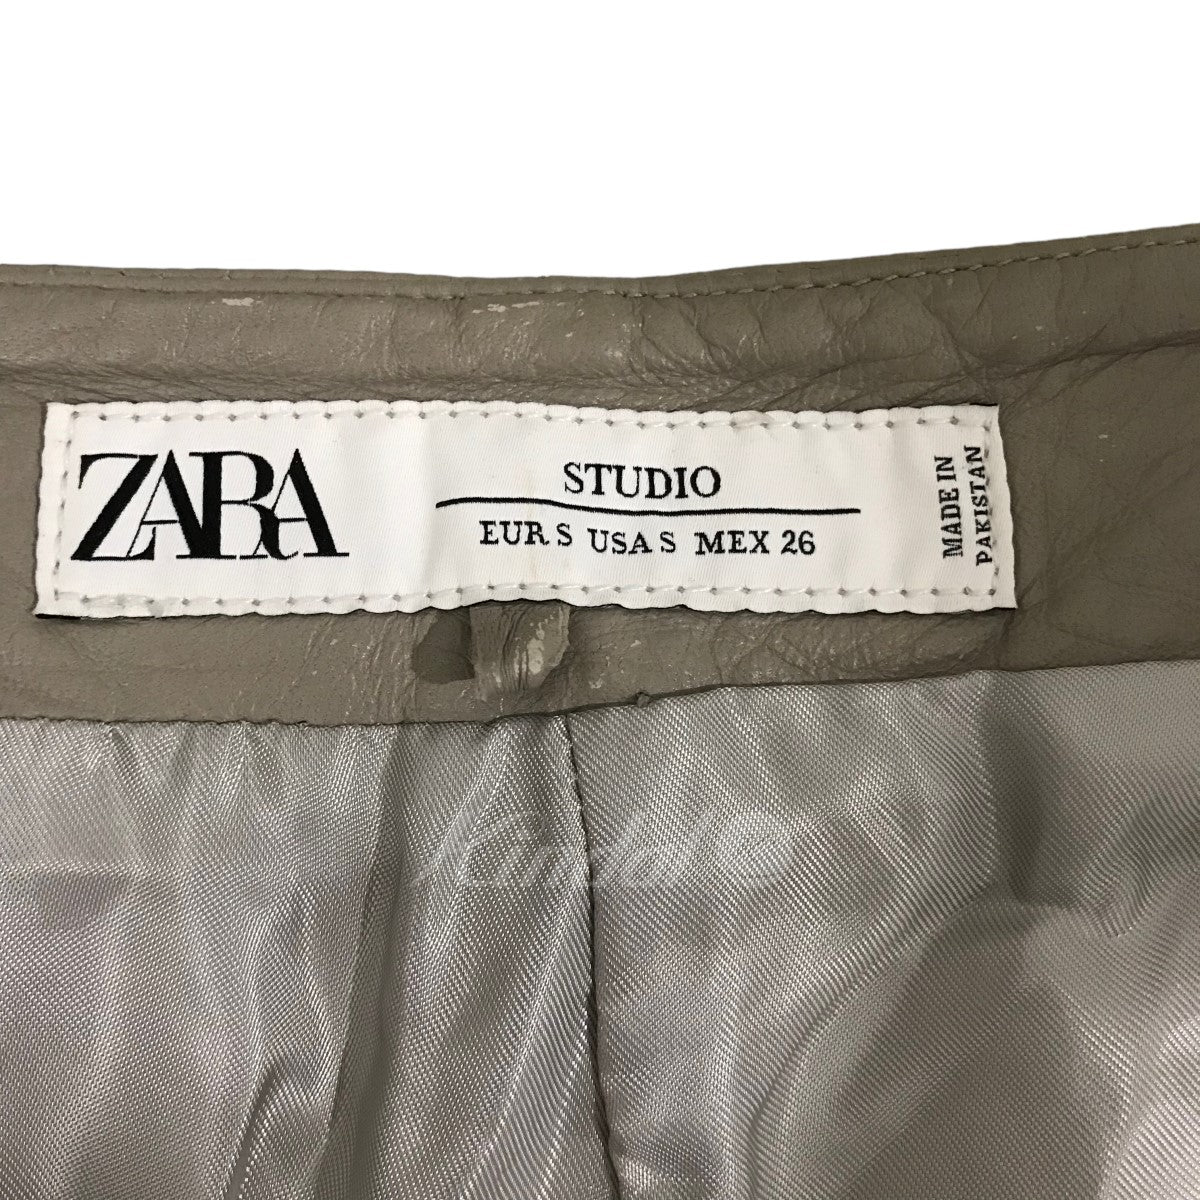 ZARA
STUDIO
EUR S USA S MEX 26
MADE IN
PAKISTAN